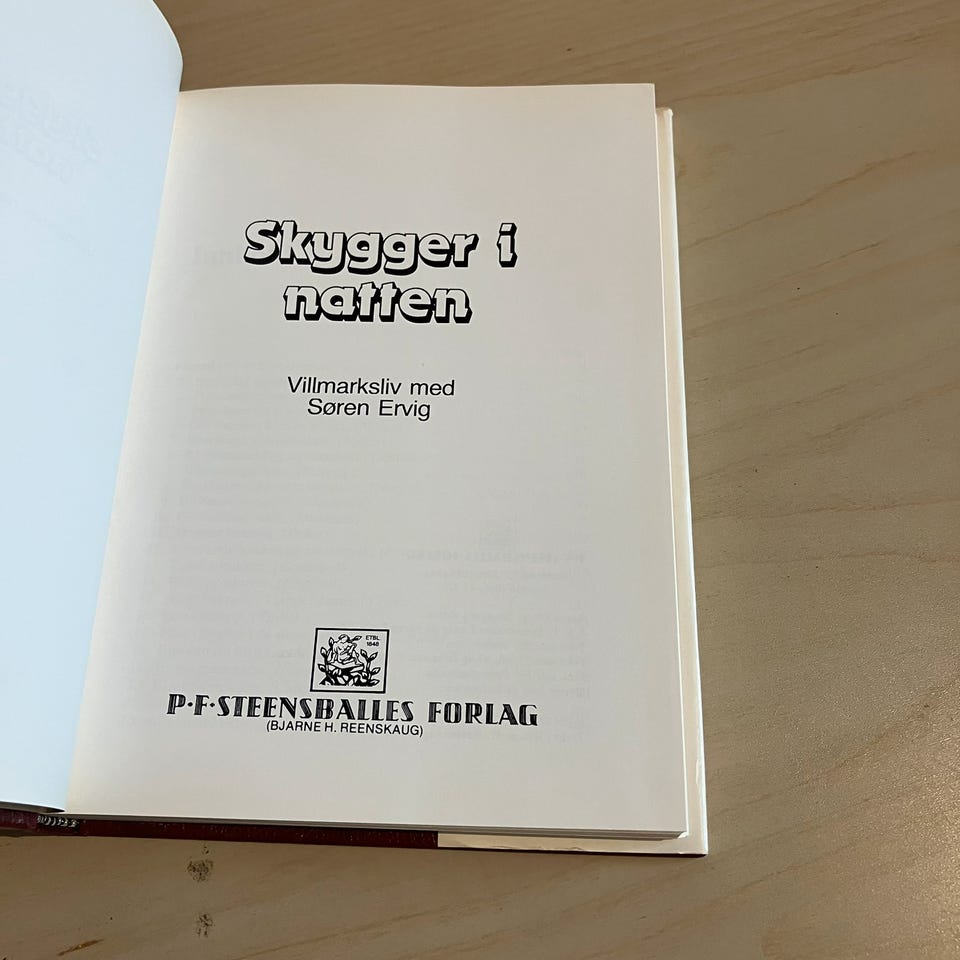 Skygger i
natten
Villmarksliv med
Søren Ervig
ETBL
1848
P·F·STEENSBALLES FORLAG
(BJARNE H. REENSKAUG)